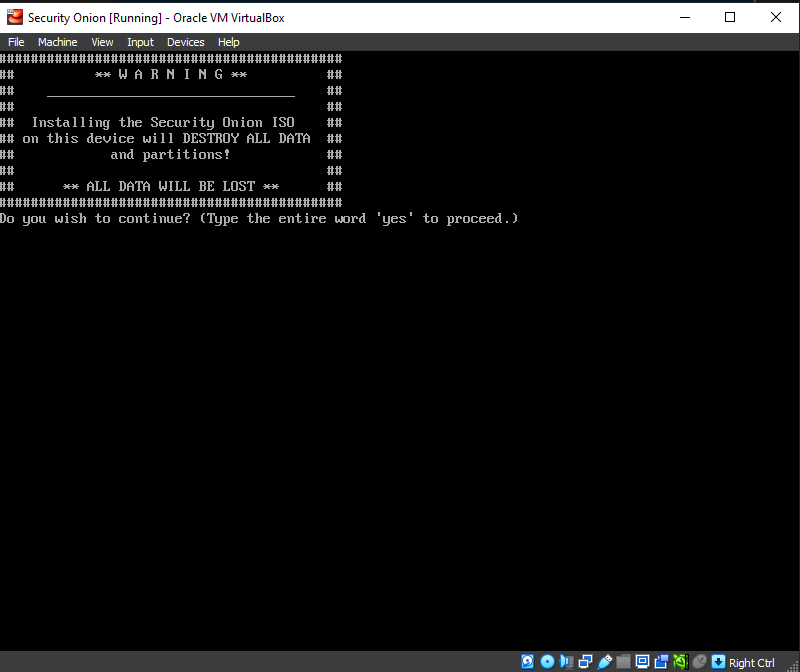 Security Onion [Running] - Oracle VM VirtualBox
File Machine View Input Devices Help
############################################
## ** W A R N I N G ** ##
## _______________________________ ##
## ##
## Installing the Security Onion ISO ##
## on this device will DESTROY ALL DATA ##
## and partitions! ##
## ##
## ** ALL DATA WILL BE LOST ** ##
############################################
Do you wish to continue? (Type the entire word 'yes' to proceed.)
Right Ctrl